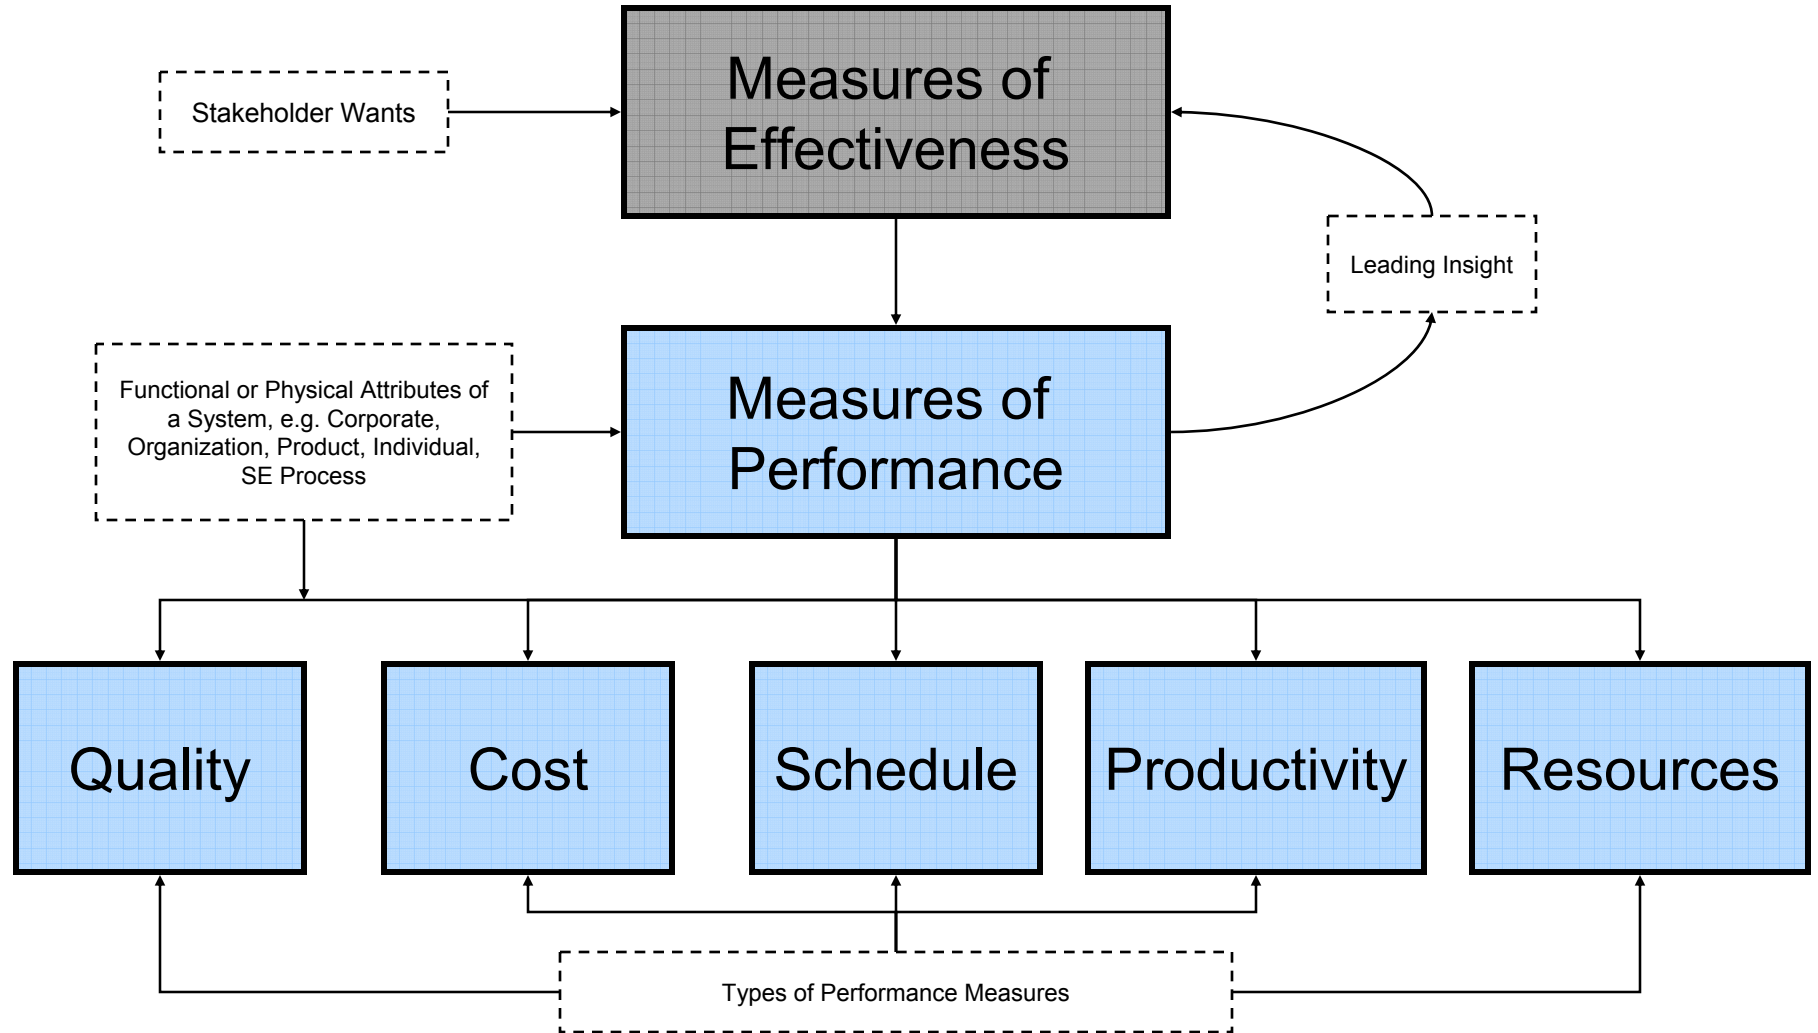 Measures of
Effectiveness
Stakeholder Wants
Leading Insight
Functional or Physical Attributes of
a System, e.g. Corporate,
Organization, Product, Individual,
SE Process
Measures of
Performance
Quality
Cost
Schedule
Productivity
Resources
Types of Performance Measures